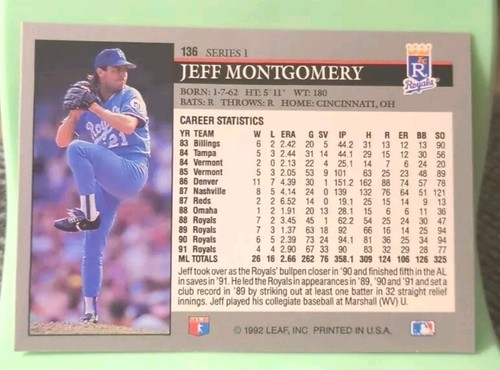 136 SERIES 1
JEFF MONTGOMERY
BORN: 1-7-62 HT: 5' 11" WT: 180
BATS: R THROWS: R HOME: CINCINNATI, OH
KC
R
Royals
CAREER STATISTICS
YR TEAM W L ERA G SV IP H R ER BB SO
83 Billings 6 2 2.42 20 5 44.2 31 13 12 13 90
84 Tampa 5 3 2.44 31 14 44.1 29 15 12 30 56
84 Vermont 2 0 2.13 22 4 25.1 14 7 6 24 20
85 Vermont 5 3 2.05 53 9 101 63 25 23 48 89
86 Denver 11 7 4.39 30 1 151.2 162 88 74 57 78
87 Nashville 8 5 4.14 24 0 139 132 76 64 51 121
87 Reds 2 2 6.52 14 0 19.1 25 15 14 9 13
88 Omaha 1 2 1.91 20 13 28.1 15 6 6 11 36
88 Royals 7 2 3.45 45 1 62.2 54 25 24 30 47
89 Royals 7 3 1.37 63 18 92 66 16 14 25 94
90 Royals 6 5 2.39 73 24 94.1 81 36 25 34 94
91 Royals 4 4 2.90 67 33 90 83 32 29 28 77
ML TOTALS 26 16 2.66 262 76 358.1 309 124 106 126 325
Jeff took over as the Royals' bullpen closer in '90 and finished fifth in the AL
in saves in '91. He led the Royals in appearances in '89, '90 and '91 and set a
club record in '89 by striking out at least one batter in 32 straight relief
innings. Jeff played his collegiate baseball at Marshall (WV) U.
© 1992 LEAF, INC PRINTED IN U.S.A.
Royals
21